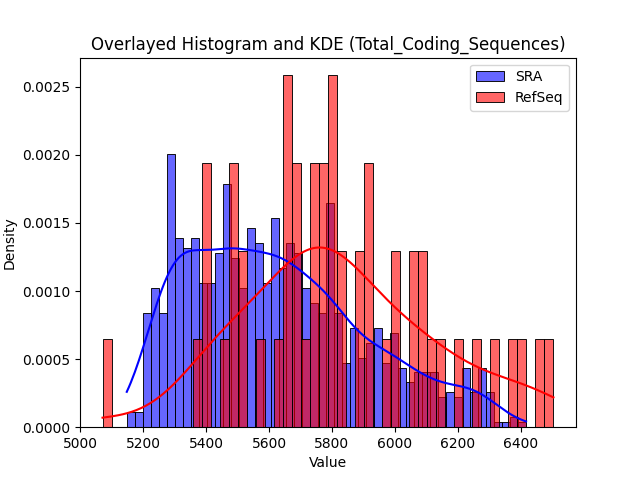 Overlayed Histogram and KDE (Total_Coding_Sequences)
SRA
RefSeq
Density
0.0025
0.0020
0.0015
0.0010
0.0005
0.0000
5000 5200 5400 5600 5800 6000 6200 6400
Value